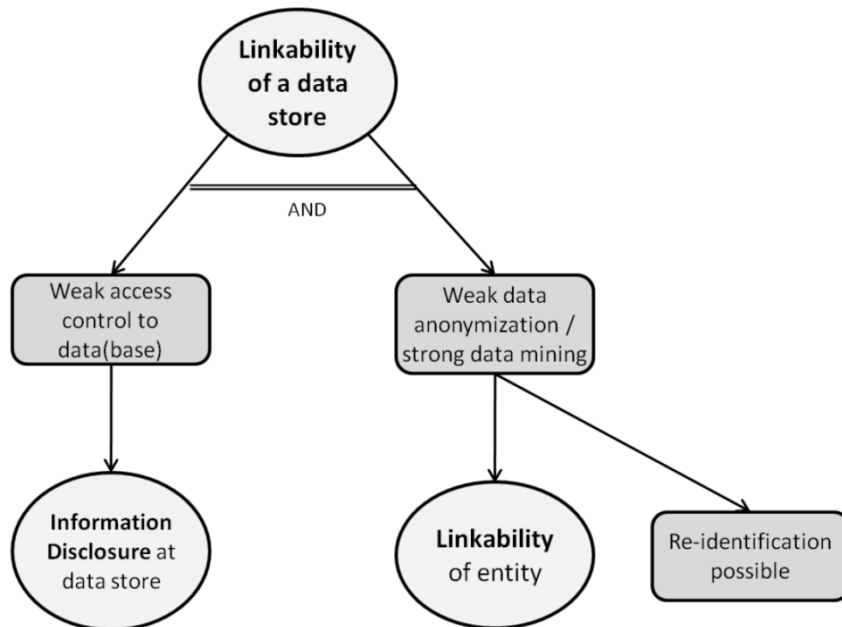 Linkability
of a data
store
AND
Weak access
control to
data(base)
Weak data
anonymization /
strong data mining
Information
Disclosure at
data store
Linkability
of entity
Re-identification
possible